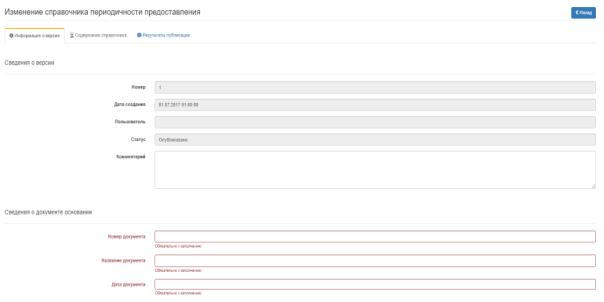 Изменение справочника периодичности предоставления
Назад
Информация о версии
Содержание справочника
Результаты публикации
Сведения о версии
Номер
1
Дата создания
01.07.2017 01:00:00
Пользователь
Статус
Опубликовано
Комментарий
Сведения о документе основании
Номер документа
Обязательно к заполнению
Название документа
Обязательно к заполнению
Дата документа
Обязательно к заполнению